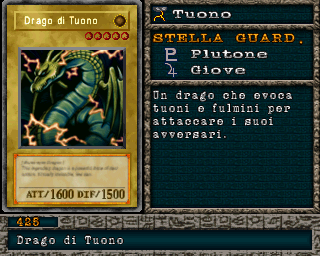 Drago di Tuono
ATT/1600 DIF/1500
Tuono
STELLA GUARD.
Plutone
Giove
Un drago che evoca
tuoni e fulmini per
attaccare i suoi
avversari.
425
Drago di Tuono